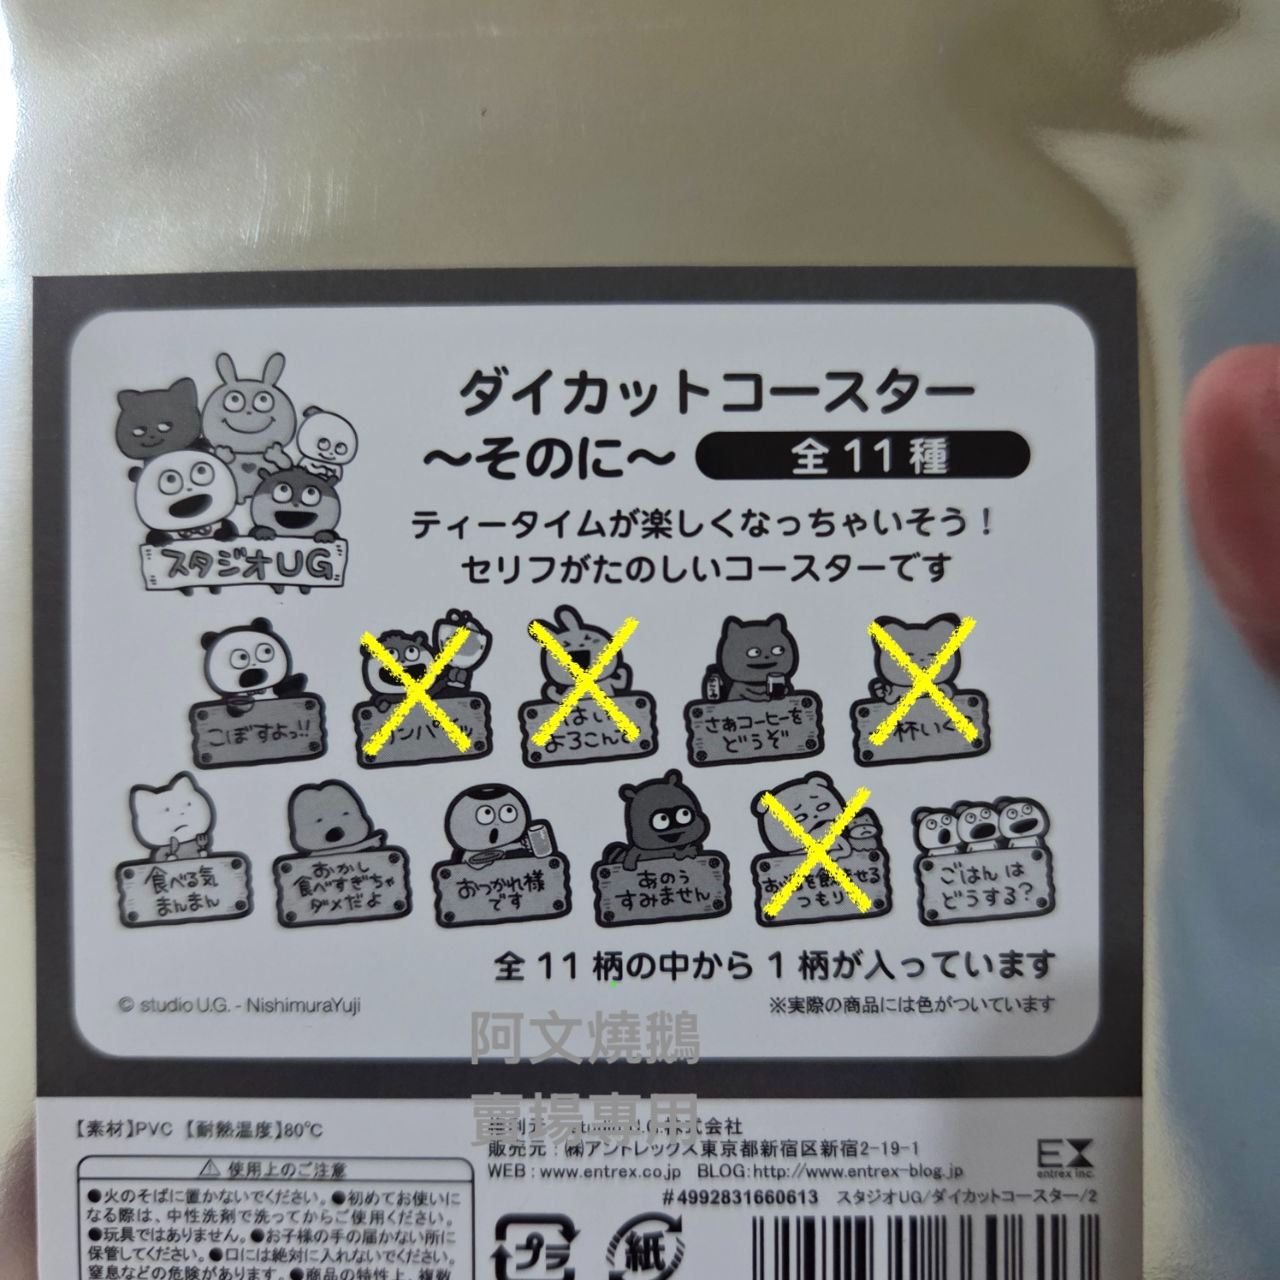 ダイカットコースター
～そのに～ 全11種
ティータイムが楽しくなっちゃいそう！
セリフがたのしいコースターです
スタジオUG
こぼすよっ!!
はい
よろこんで
さぁコーヒーを
どうぞ
食べる気
まんまん
おかし
食べすぎちゃ
ダメだよ
おつかれ様
です
あのう
すみません
つもり
ごはんは
どうする?
全11柄の中から1柄が入っています
© studio U.G. - NishimuraYuji
※実際の商品には色がついています
阿文燒鵝
賣場專用
【素材】PVC 【耐熱温度】80℃
株式会社
販売元：㈱アントレックス東京都新宿区新宿2-19-1
WEB：www.entrex.co.jp BLOG:http://www.entrex-blog.jp
EX
entrex inc.
#4992831660613 スタジオUG/ダイカットコースター/2
⚠ 使用上のご注意
●火のそばに置かないでください。●初めてお使いに
なる際は、中性洗剤で洗ってからご使用ください。
●玩具ではありません。●お子様の手の届かない所に
保管してください。●口には絶対に入れないでください。
窒息などの危険があります。●商品の特性上、複数
プラ
紙